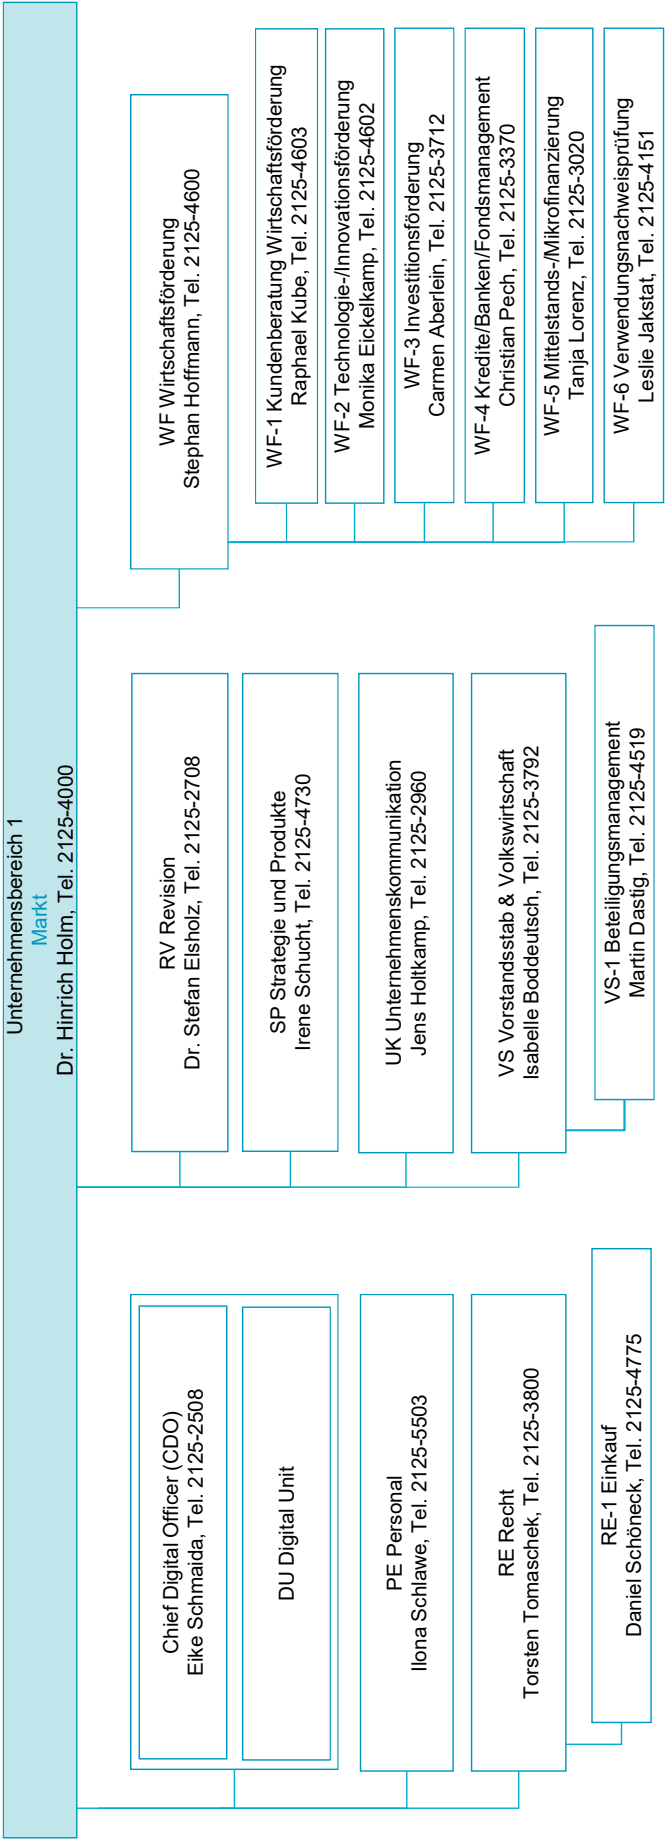 Unternehmensbereich 1
Markt
Dr. Hinrich Holm, Tel. 2125-4000
Chief Digital Officer (CDO)
Eike Schmaida, Tel. 2125-2508
DU Digital Unit
PE Personal
Ilona Schlawe, Tel. 2125-5503
RE Recht
Torsten Tomaschek, Tel. 2125-3800
RE-1 Einkauf
Daniel Schöneck, Tel. 2125-4775
RV Revision
Dr. Stefan Elsholz, Tel. 2125-2708
SP Strategie und Produkte
Irene Schucht, Tel. 2125-4730
UK Unternehmenskommunikation
Jens Holtkamp, Tel. 2125-2960
VS Vorstandsstab & Volkswirtschaft
Isabelle Boddeutsch, Tel. 2125-3792
VS-1 Beteiligungsmanagement
Martin Dastig, Tel. 2125-4519
WF Wirtschaftsförderung
Stephan Hoffmann, Tel. 2125-4600
WF-1 Kundenberatung Wirtschaftsförderung
Raphael Kube, Tel. 2125-4603
WF-2 Technologie-/Innovationsförderung
Monika Eickelkamp, Tel. 2125-4602
WF-3 Investitionsförderung
Carmen Aberlein, Tel. 2125-3712
WF-4 Kredite/Banken/Fondsmanagement
Christian Pech, Tel. 2125-3370
WF-5 Mittelstands-/Mikrofinanzierung
Tanja Lorenz, Tel. 2125-3020
WF-6 Verwendungsnachweisprüfung
Leslie Jakstat, Tel. 2125-4151